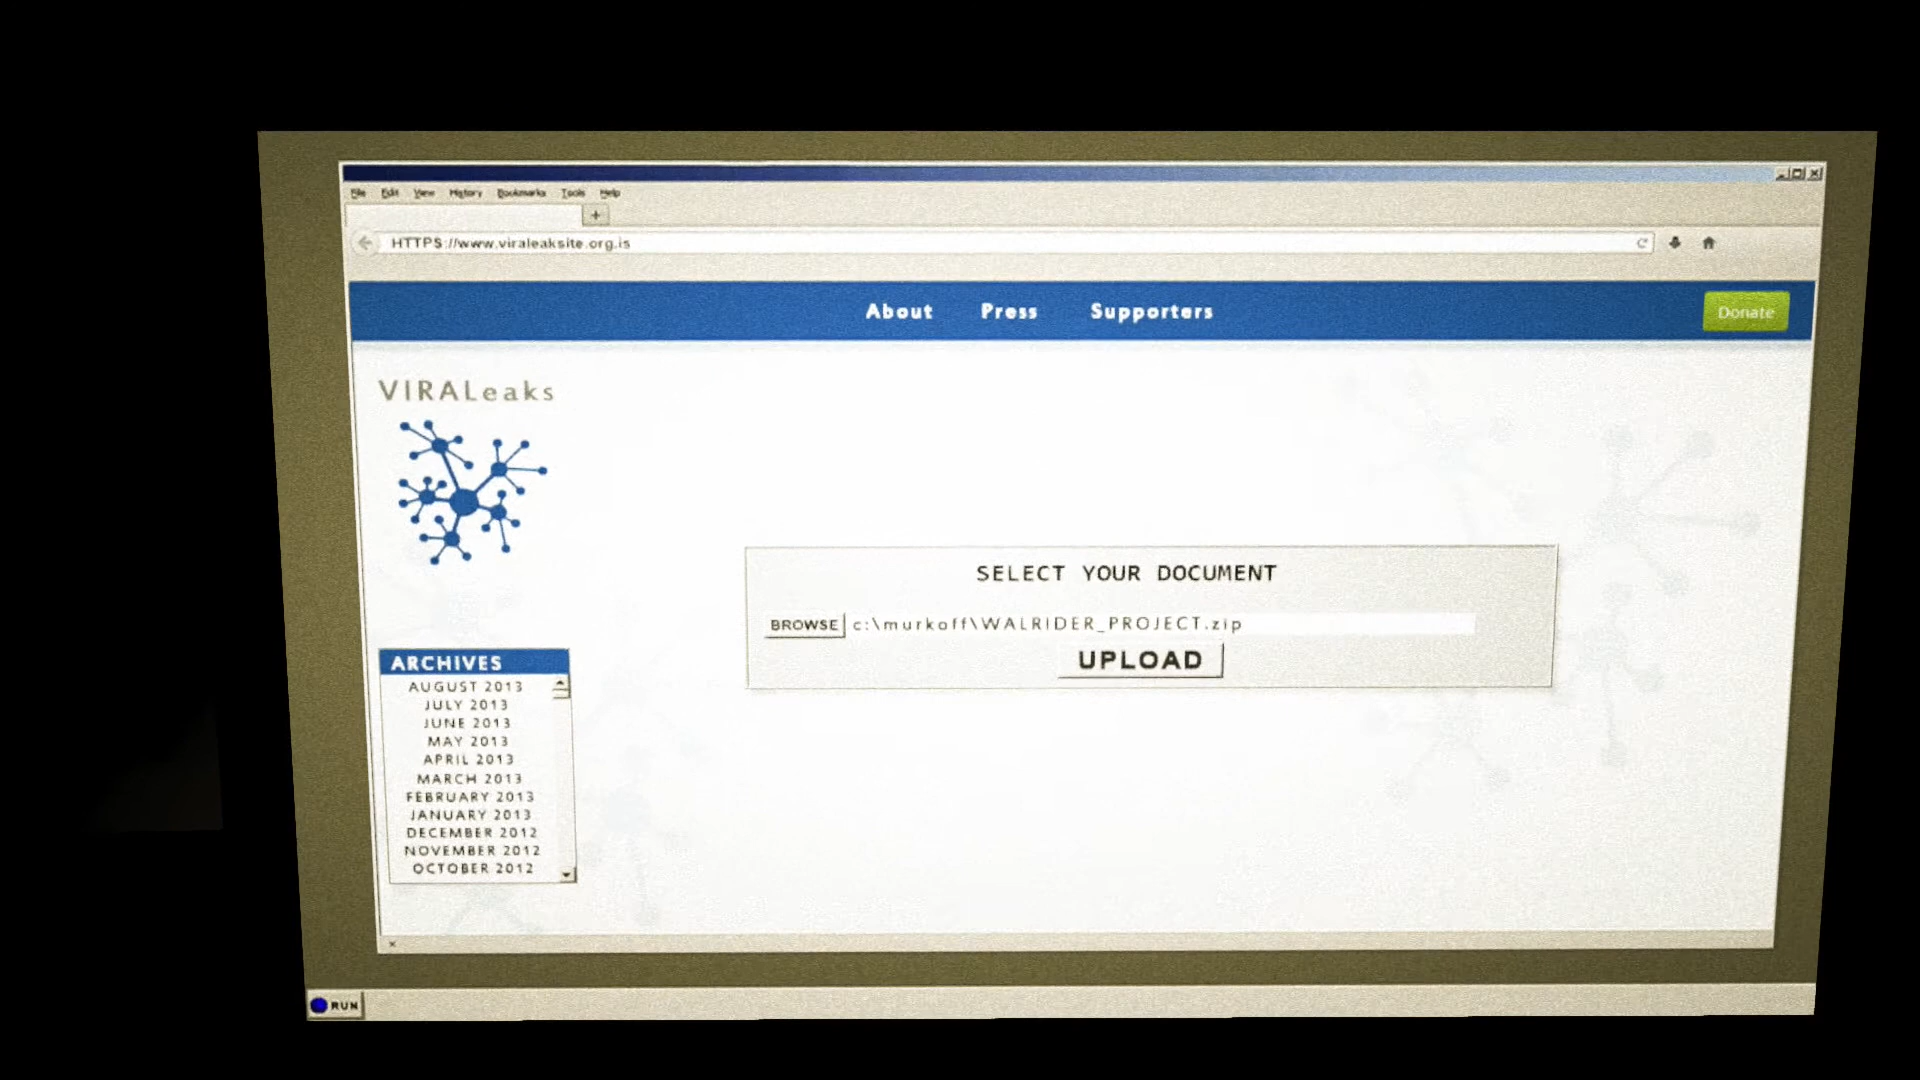 File Edit View History Bookmarks Tools Help
+
HTTPS://www.viraleaksite.org.is
About Press Supporters Donate
VIRALeaks
SELECT YOUR DOCUMENT
BROWSE c:\murkoff\WALRIDER_PROJECT.zip
UPLOAD
ARCHIVES
AUGUST 2013
JULY 2013
JUNE 2013
MAY 2013
APRIL 2013
MARCH 2013
FEBRUARY 2013
JANUARY 2013
DECEMBER 2012
NOVEMBER 2012
OCTOBER 2012
RUN